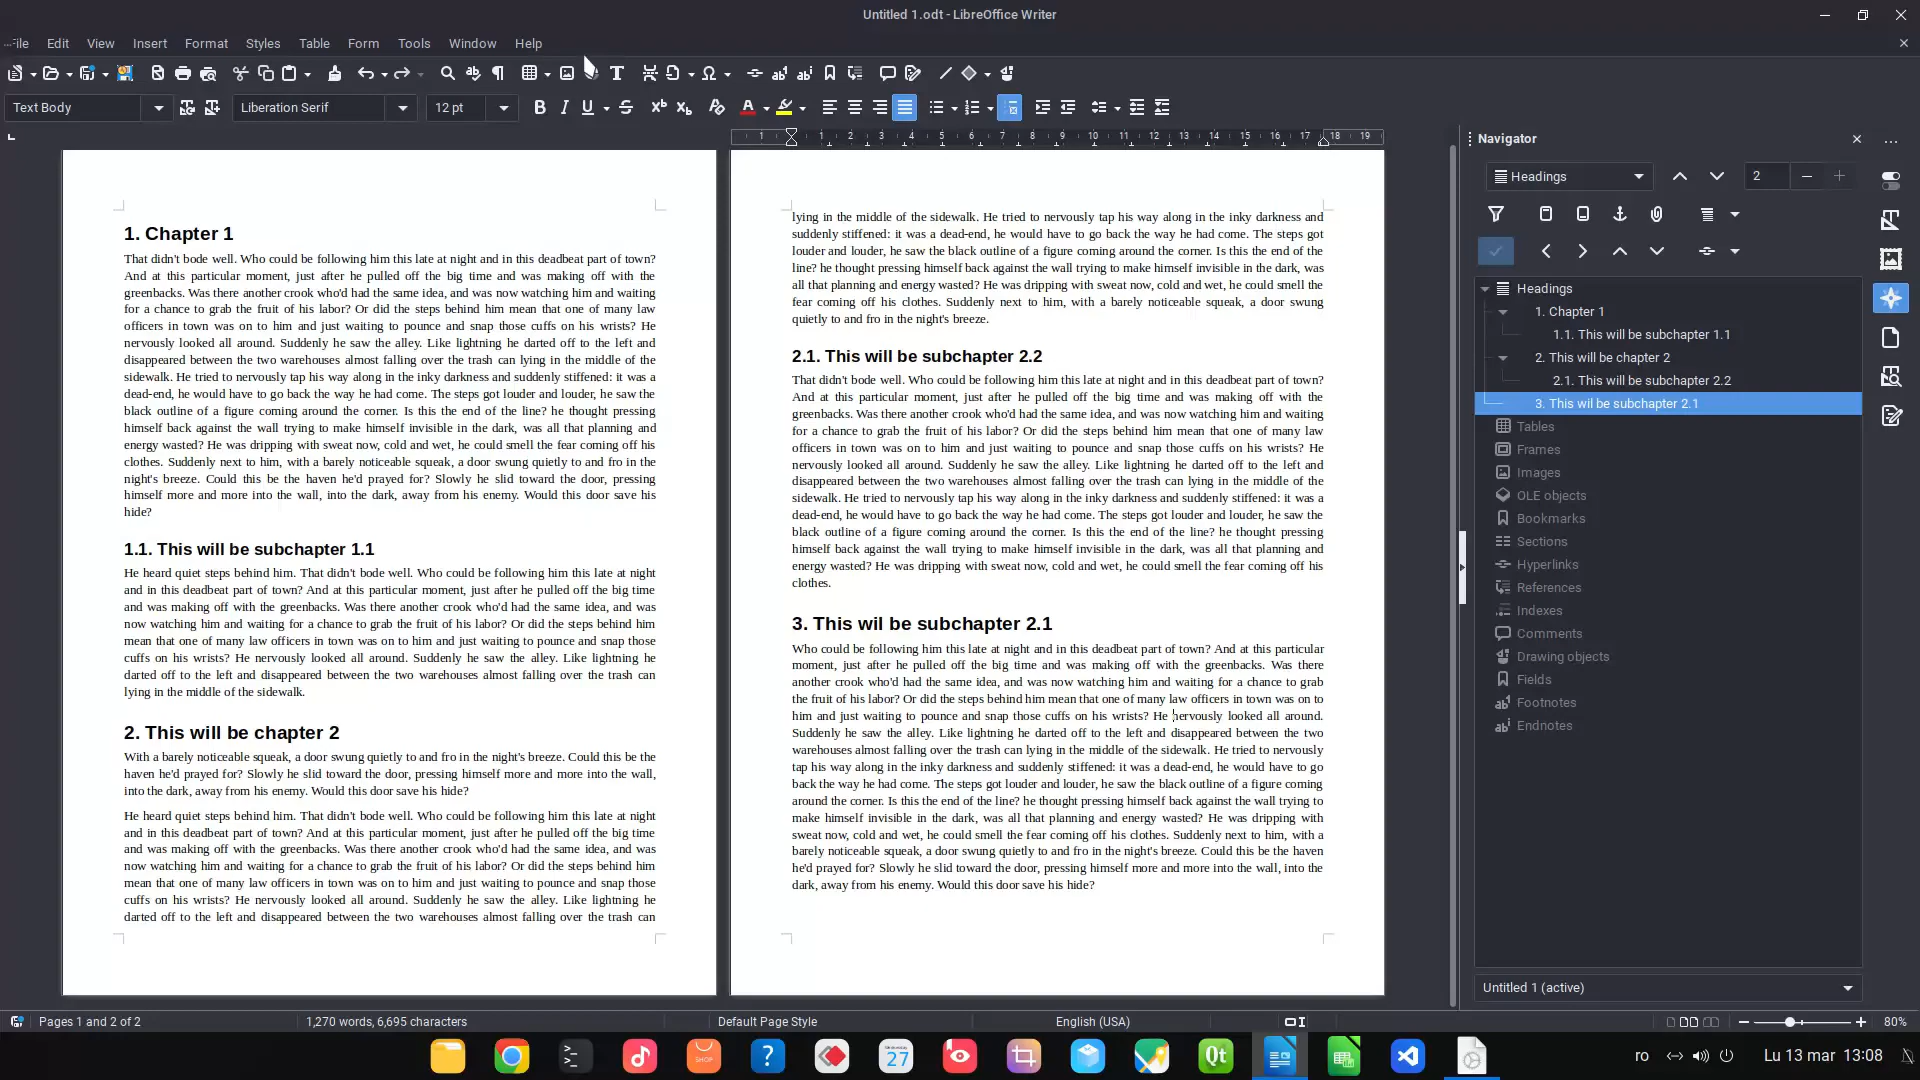 Untitled 1.odt - LibreOffice Writer
File Edit View Insert Format Styles Table Form Tools Window Help
Text Body Liberation Serif 12 pt
1 1 2 3 4 5 6 7 8 9 10 11 12 13 14 15 16 17 18 19
1. Chapter 1
That didn't bode well. Who could be following him this late at night and in this deadbeat part of town?
And at this particular moment, just after he pulled off the big time and was making off with the
greenbacks. Was there another crook who'd had the same idea, and was now watching him and waiting
for a chance to grab the fruit of his labor? Or did the steps behind him mean that one of many law
officers in town was on to him and just waiting to pounce and snap those cuffs on his wrists? He
nervously looked all around. Suddenly he saw the alley. Like lightning he darted off to the left and
disappeared between the two warehouses almost falling over the trash can lying in the middle of the
sidewalk. He tried to nervously tap his way along in the inky darkness and suddenly stiffened: it was a
dead-end, he would have to go back the way he had come. The steps got louder and louder, he saw the
black outline of a figure coming around the corner. Is this the end of the line? he thought pressing
himself back against the wall trying to make himself invisible in the dark, was all that planning and
energy wasted? He was dripping with sweat now, cold and wet, he could smell the fear coming off his
clothes. Suddenly next to him, with a barely noticeable squeak, a door swung quietly to and fro in the
night's breeze. Could this be the haven he'd prayed for? Slowly he slid toward the door, pressing
himself more and more into the wall, into the dark, away from his enemy. Would this door save his
hide?
1.1. This will be subchapter 1.1
He heard quiet steps behind him. That didn't bode well. Who could be following him this late at night
and in this deadbeat part of town? And at this particular moment, just after he pulled off the big time
and was making off with the greenbacks. Was there another crook who'd had the same idea, and was
now watching him and waiting for a chance to grab the fruit of his labor? Or did the steps behind him
mean that one of many law officers in town was on to him and just waiting to pounce and snap those
cuffs on his wrists? He nervously looked all around. Suddenly he saw the alley. Like lightning he
darted off to the left and disappeared between the two warehouses almost falling over the trash can
lying in the middle of the sidewalk.
2. This will be chapter 2
With a barely noticeable squeak, a door swung quietly to and fro in the night's breeze. Could this be the
haven he'd prayed for? Slowly he slid toward the door, pressing himself more and more into the wall,
into the dark, away from his enemy. Would this door save his hide?
He heard quiet steps behind him. That didn't bode well. Who could be following him this late at night
and in this deadbeat part of town? And at this particular moment, just after he pulled off the big time
and was making off with the greenbacks. Was there another crook who'd had the same idea, and was
now watching him and waiting for a chance to grab the fruit of his labor? Or did the steps behind him
mean that one of many law officers in town was on to him and just waiting to pounce and snap those
cuffs on his wrists? He nervously looked all around. Suddenly he saw the alley. Like lightning he
darted off to the left and disappeared between the two warehouses almost falling over the trash can
lying in the middle of the sidewalk. He tried to nervously tap his way along in the inky darkness and
suddenly stiffened: it was a dead-end, he would have to go back the way he had come. The steps got
louder and louder, he saw the black outline of a figure coming around the corner. Is this the end of the
line? he thought pressing himself back against the wall trying to make himself invisible in the dark, was
all that planning and energy wasted? He was dripping with sweat now, cold and wet, he could smell the
fear coming off his clothes. Suddenly next to him, with a barely noticeable squeak, a door swung
quietly to and fro in the night's breeze.
2.1. This will be subchapter 2.2
That didn't bode well. Who could be following him this late at night and in this deadbeat part of town?
And at this particular moment, just after he pulled off the big time and was making off with the
greenbacks. Was there another crook who'd had the same idea, and was now watching him and waiting
for a chance to grab the fruit of his labor? Or did the steps behind him mean that one of many law
officers in town was on to him and just waiting to pounce and snap those cuffs on his wrists? He
nervously looked all around. Suddenly he saw the alley. Like lightning he darted off to the left and
disappeared between the two warehouses almost falling over the trash can lying in the middle of the
sidewalk. He tried to nervously tap his way along in the inky darkness and suddenly stiffened: it was a
dead-end, he would have to go back the way he had come. The steps got louder and louder, he saw the
black outline of a figure coming around the corner. Is this the end of the line? he thought pressing
himself back against the wall trying to make himself invisible in the dark, was all that planning and
energy wasted? He was dripping with sweat now, cold and wet, he could smell the fear coming off his
clothes.
3. This wil be subchapter 2.1
Who could be following him this late at night and in this deadbeat part of town? And at this particular
moment, just after he pulled off the big time and was making off with the greenbacks. Was there
another crook who'd had the same idea, and was now watching him and waiting for a chance to grab
the fruit of his labor? Or did the steps behind him mean that one of many law officers in town was on to
him and just waiting to pounce and snap those cuffs on his wrists? He nervously looked all around.
Suddenly he saw the alley. Like lightning he darted off to the left and disappeared between the two
warehouses almost falling over the trash can lying in the middle of the sidewalk. He tried to nervously
tap his way along in the inky darkness and suddenly stiffened: it was a dead-end, he would have to go
back the way he had come. The steps got louder and louder, he saw the black outline of a figure coming
around the corner. Is this the end of the line? he thought pressing himself back against the wall trying to
make himself invisible in the dark, was all that planning and energy wasted? He was dripping with
sweat now, cold and wet, he could smell the fear coming off his clothes. Suddenly next to him, with a
barely noticeable squeak, a door swung quietly to and fro in the night's breeze. Could this be the haven
he'd prayed for? Slowly he slid toward the door, pressing himself more and more into the wall, into the
dark, away from his enemy. Would this door save his hide?
Navigator
Headings 2
Headings
1. Chapter 1
1.1. This will be subchapter 1.1
2. This will be chapter 2
2.1. This will be subchapter 2.2
3. This wil be subchapter 2.1
Tables
Frames
Images
OLE objects
Bookmarks
Sections
Hyperlinks
References
Indexes
Comments
Drawing objects
Fields
Footnotes
Endnotes
Untitled 1 (active)
Pages 1 and 2 of 2 1,270 words, 6,695 characters Default Page Style English (USA) 80%
SHOP ? 27 Qt ro Lu 13 mar 13:08